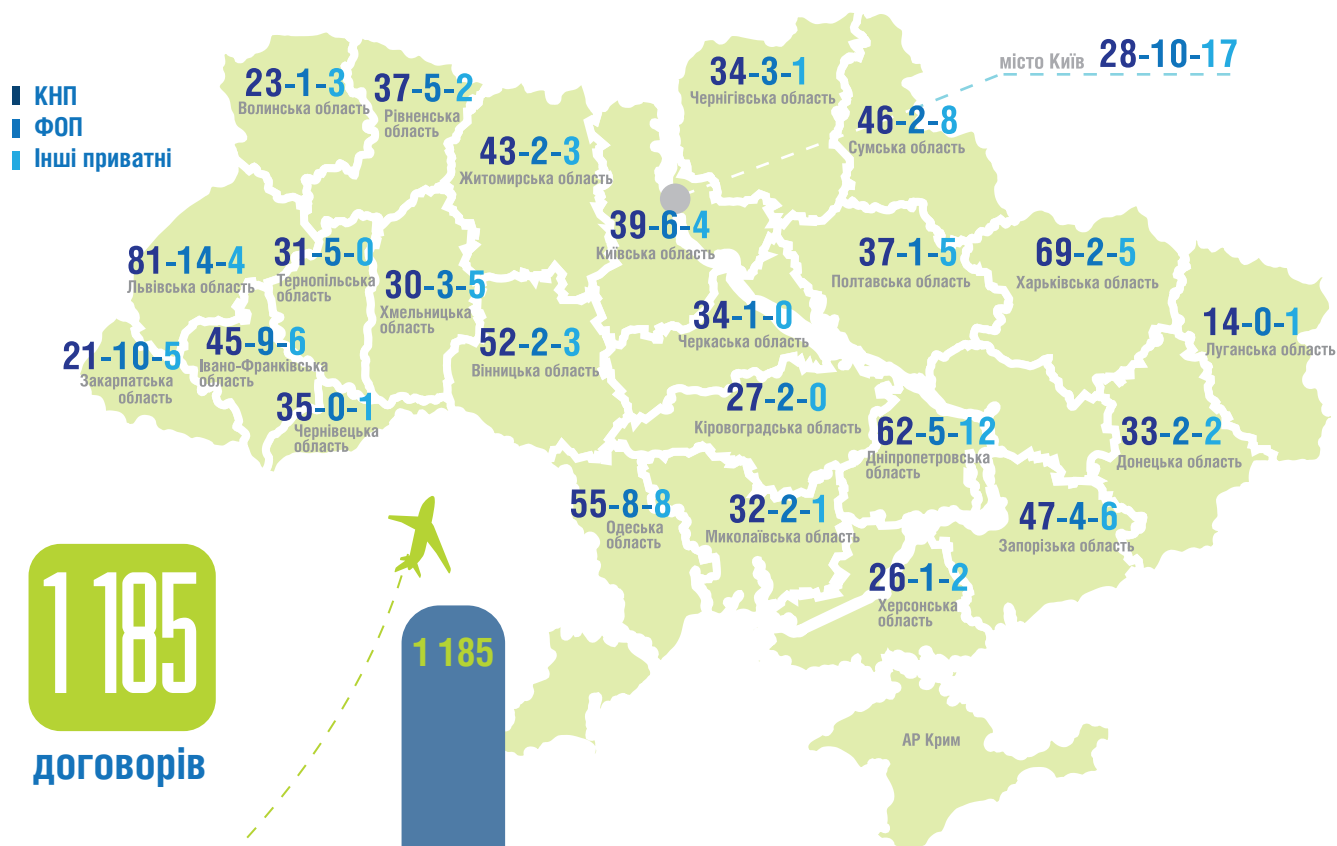 КНП
ФОП
Інші приватні
місто Київ 28-10-17
23-1-3
Волинська область
37-5-2
Рівненська
область
34-3-1
Чернігівська область
46-2-8
Сумська область
43-2-3
Житомирська область
39-6-4
Київська область
81-14-4
Львівська область
31-5-0
Тернопільська
область
30-3-5
Хмельницька
область
37-1-5
Полтавська область
69-2-5
Харьківська область
14-0-1
Луганська область
34-1-0
Черкаська область
52-2-3
Вінницька область
21-10-5
Закарпатська
область
45-9-6
Івано-Франківська
область
35-0-1
Чернівецька
область
27-2-0
Кіровоградська область
62-5-12
Дніпропетровська
область
33-2-2
Донецька область
55-8-8
Одеська
область
32-2-1
Миколаївська область
47-4-6
Запорізька область
26-1-2
Херсонська
область
АР Крим
1 185
договорів
1 185